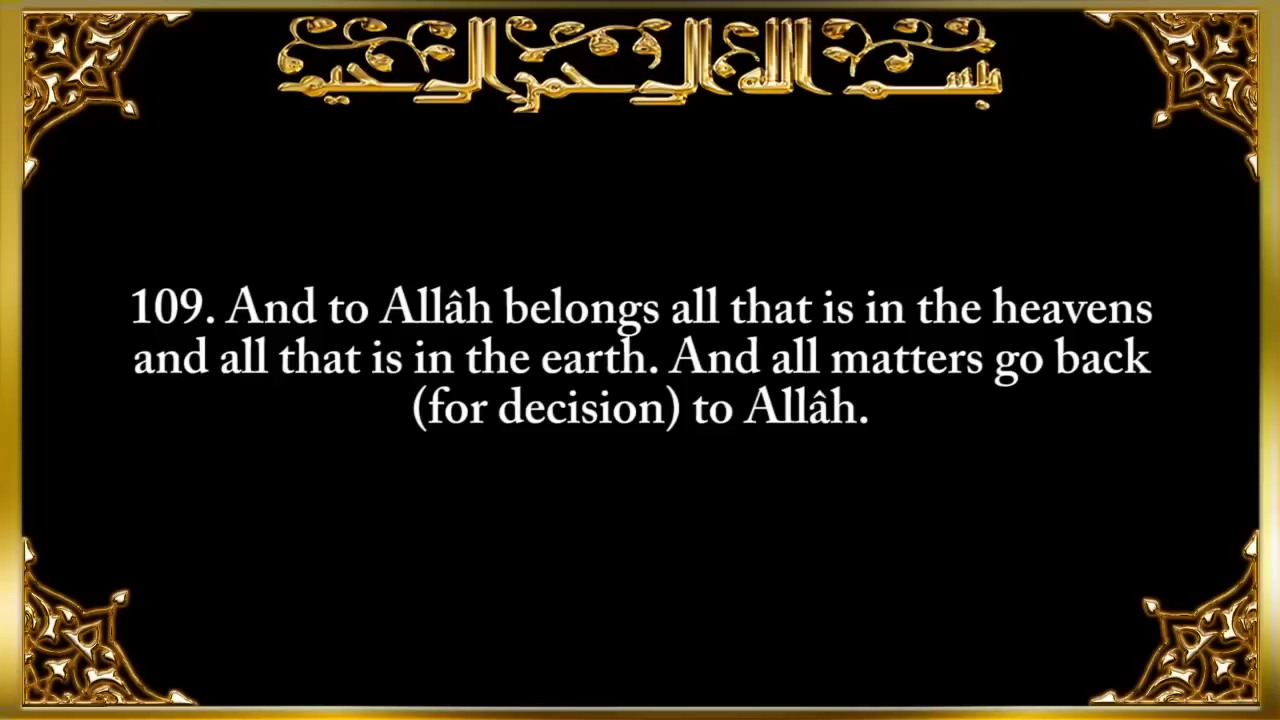 بسم الله الرحمن الرحيم
109. And to Allâh belongs all that is in the heavens
and all that is in the earth. And all matters go back
(for decision) to Allâh.